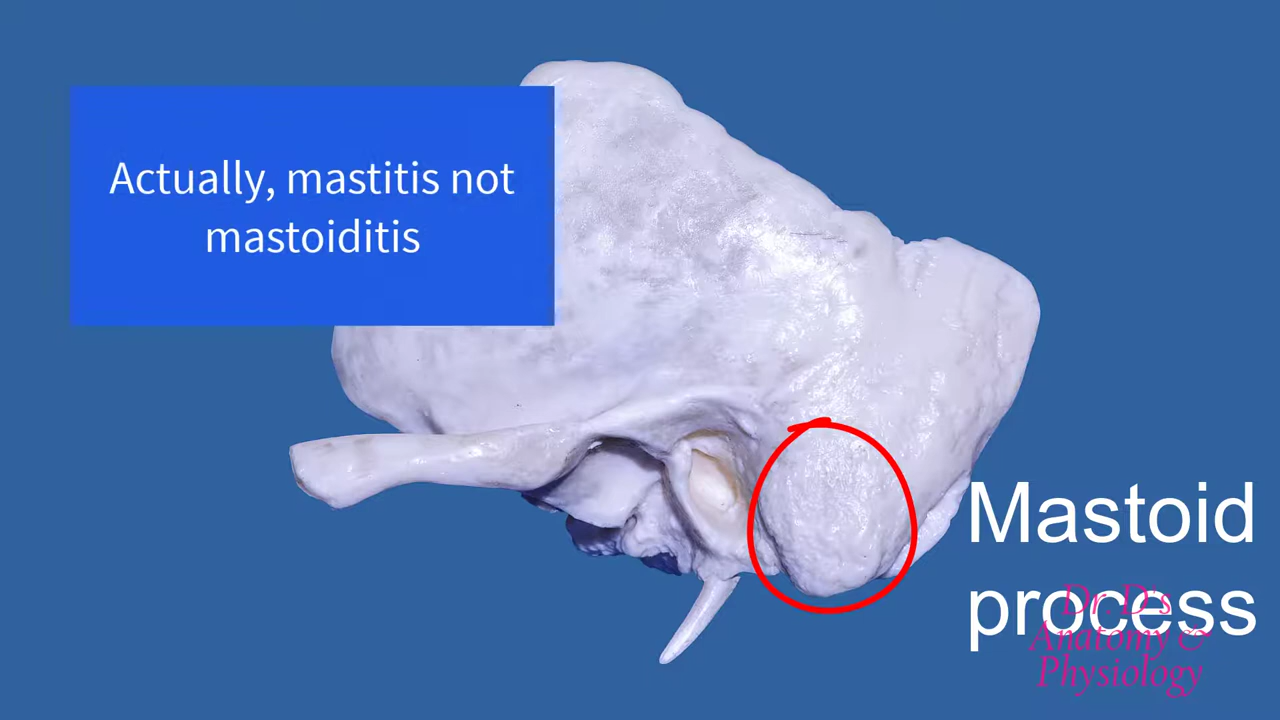 Actually, mastitis not
mastoiditis
Mastoid
process
Dr. D's
Anatomy &
Physiology